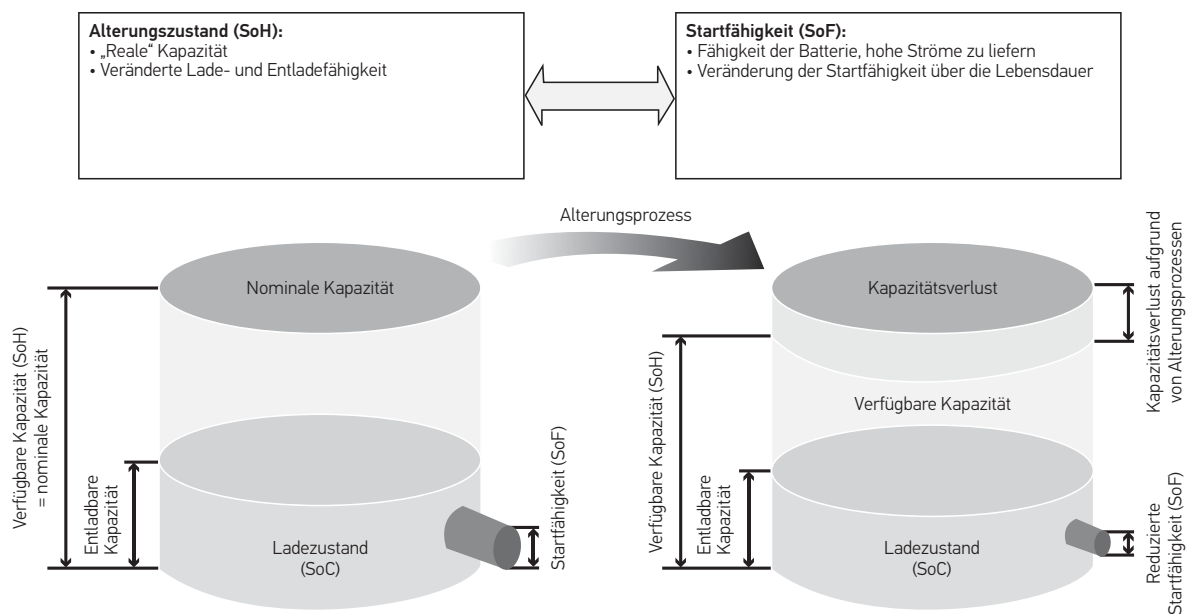 Alterungszustand (SoH):
• „Reale“ Kapazität
• Veränderte Lade- und Entladefähigkeit
Startfähigkeit (SoF):
• Fähigkeit der Batterie, hohe Ströme zu liefern
• Veränderung der Startfähigkeit über die Lebensdauer
Alterungsprozess
Verfügbare Kapazität (SoH)
= nominale Kapazität
Entladbare
Kapazität
Nominale Kapazität
Ladezustand
(SoC)
Startfähigkeit (SoF)
Verfügbare Kapazität (SoH)
Entladbare
Kapazität
Kapazitätsverlust
Verfügbare Kapazität
Ladezustand
(SoC)
Kapazitätsverlust aufgrund
von Alterungsprozessen
Reduzierte
Startfähigkeit (SoF)